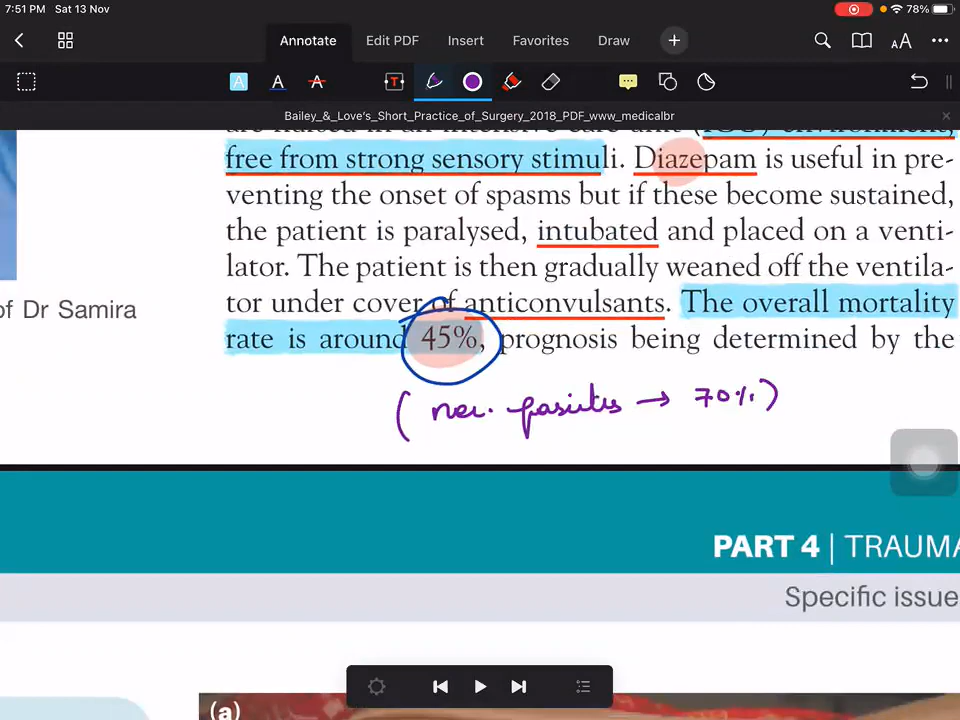 7:51 PM Sat 13 Nov
78%
Annotate Edit PDF Insert Favorites Draw
Bailey_&_Love's_Short_Practice_of_Surgery_2018_PDF_www_medicalbr
free from strong sensory stimuli. Diazepam is useful in pre-
venting the onset of spasms but if these become sustained,
the patient is paralysed, intubated and placed on a venti-
lator. The patient is then gradually weaned off the ventila-
of Dr Samira
tor under cover of anticonvulsants. The overall mortality
rate is around 45%, prognosis being determined by the
( nec. → 70%)
PART 4 | TRAUMA
Specific issue
(a)